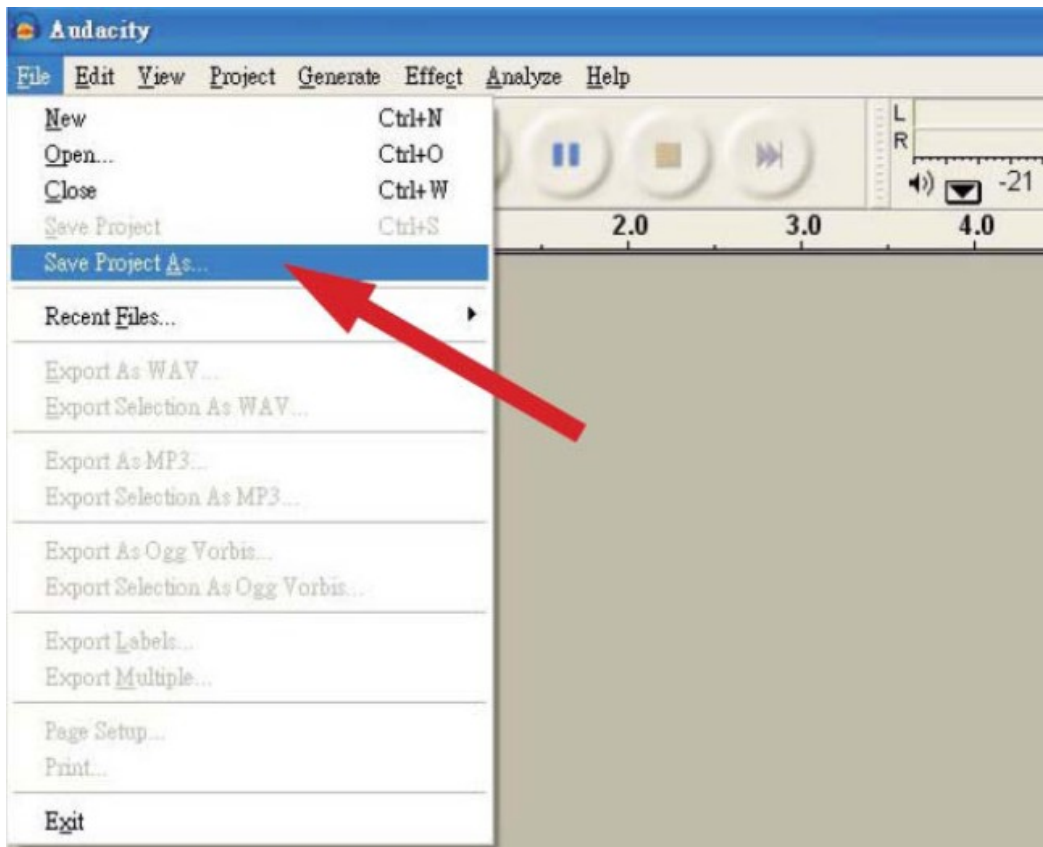 Audacity
File Edit View Project Generate Effect Analyze Help
New Ctrl+N
Open... Ctrl+O
Close Ctrl+W
Save Project Ctrl+S
Save Project As...
Recent Files...
Export As WAV...
Export Selection As WAV...
Export As MP3...
Export Selection As MP3...
Export As Ogg Vorbis...
Export Selection As Ogg Vorbis...
Export Labels...
Export Multiple...
Page Setup...
Print...
Exit
L
R
-21
2.0 3.0 4.0